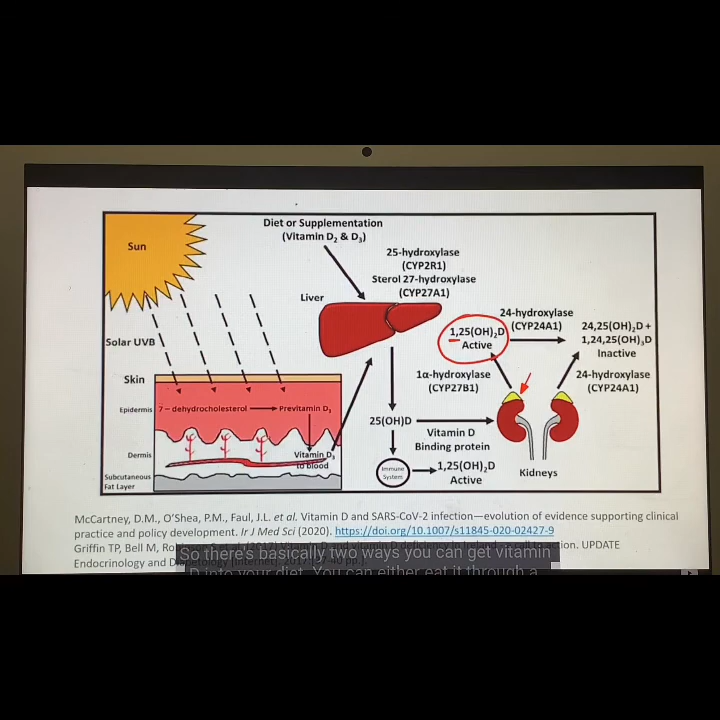 Sun
Solar UVB
Skin
Epidermis
7 – dehydrocholesterol
Previtamin D₃
Dermis
Vitamin D₃
to blood
Subcutaneous
Fat Layer
Diet or Supplementation
(Vitamin D₂ & D₃)
Liver
25-hydroxylase
(CYP2R1)
Sterol 27-hydroxylase
(CYP27A1)
25(OH)D
Immune
System
1,25(OH)₂D
Active
Vitamin D
Binding protein
1α-hydroxylase
(CYP27B1)
1,25(OH)₂D
Active
24-hydroxylase
(CYP24A1)
24,25(OH)₂D +
1,24,25(OH)₃D
Inactive
24-hydroxylase
(CYP24A1)
Kidneys
McCartney, D.M., O'Shea, P.M., Faul, J.L. et al. Vitamin D and SARS-CoV-2 infection—evolution of evidence supporting clinical
practice and policy development. Ir J Med Sci (2020). https://doi.org/10.1007/s11845-020-02427-9
Griffin TP, Bell M, action. UPDATE
Endocrinology and
So there's basically two ways you can get vitamin
D into your diet. You can either eat it through a